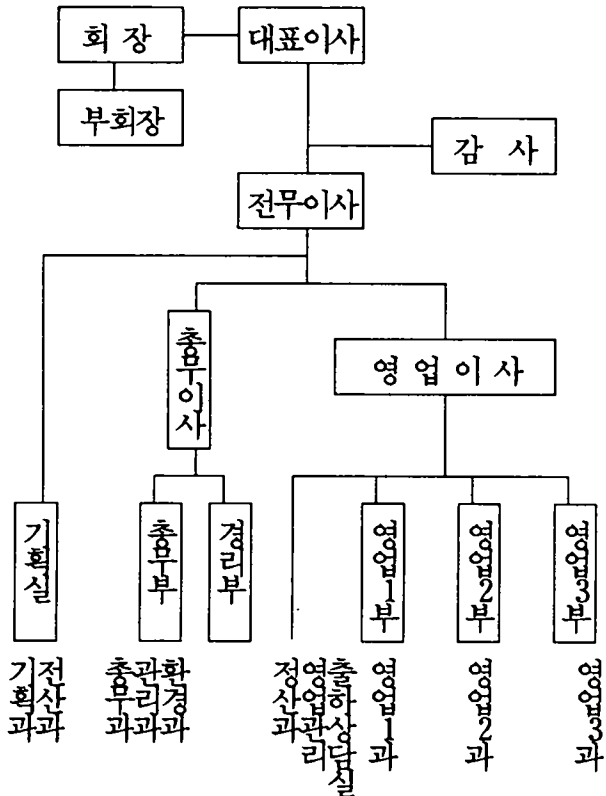 회 장
대표이사
부회장
감 사
전무이사
총무이사
영 업 이 사
기획실
총무부
경리부
영업1부
영업2부
영업3부
기획과
전산과
총무과
관리과
환경과
정산과
영업관리
출하상담실
영업1과
영업2과
영업3과